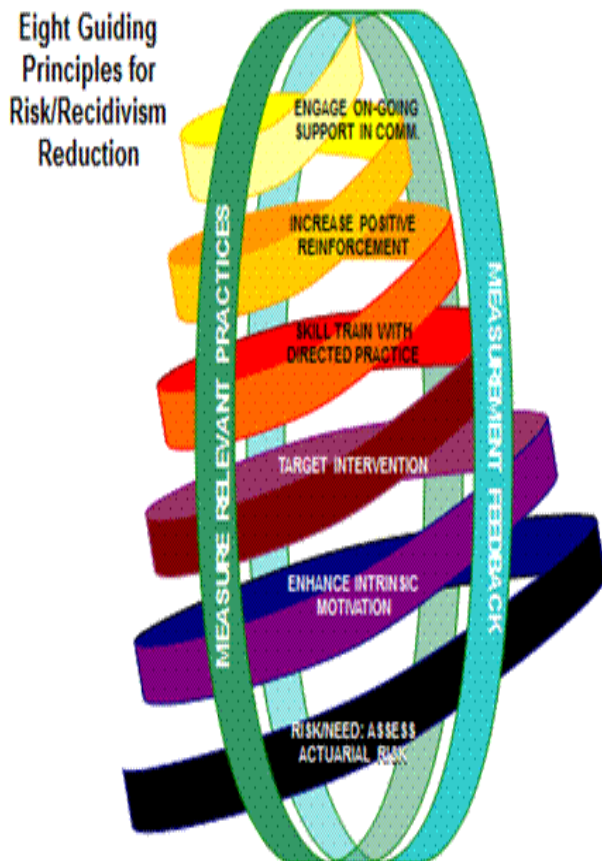 Eight Guiding
Principles for
Risk/Recidivism
Reduction
ENGAGE ON-GOING
SUPPORT IN COMM.
INCREASE POSITIVE
REINFORCEMENT
SKILL TRAIN WITH
DIRECTED PRACTICE
TARGET INTERVENTION
ENHANCE INTRINSIC
MOTIVATION
RISK/NEED: ASSESS
ACTUARIAL RISK
MEASURE RELEVANT PRACTICES
MEASUREMENT FEEDBACK